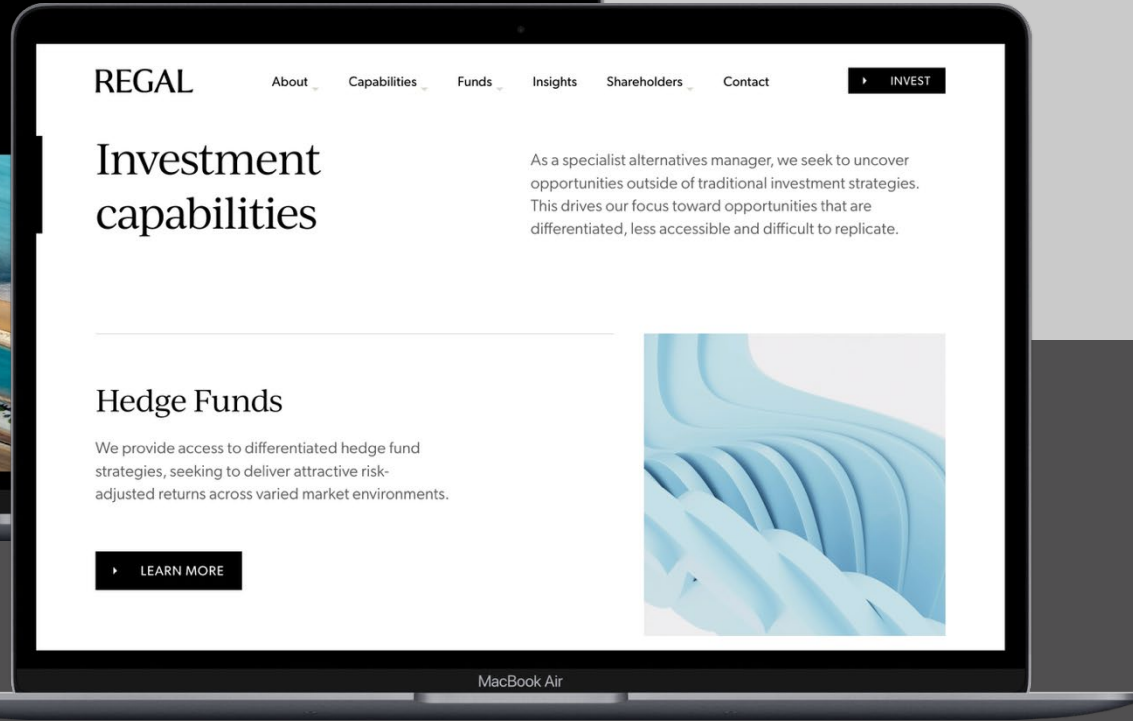 REGAL
About Capabilities Funds Insights Shareholders Contact INVEST
Investment
capabilities
As a specialist alternatives manager, we seek to uncover
opportunities outside of traditional investment strategies.
This drives our focus toward opportunities that are
differentiated, less accessible and difficult to replicate.
Hedge Funds
We provide access to differentiated hedge fund
strategies, seeking to deliver attractive risk-
adjusted returns across varied market environments.
LEARN MORE
MacBook Air